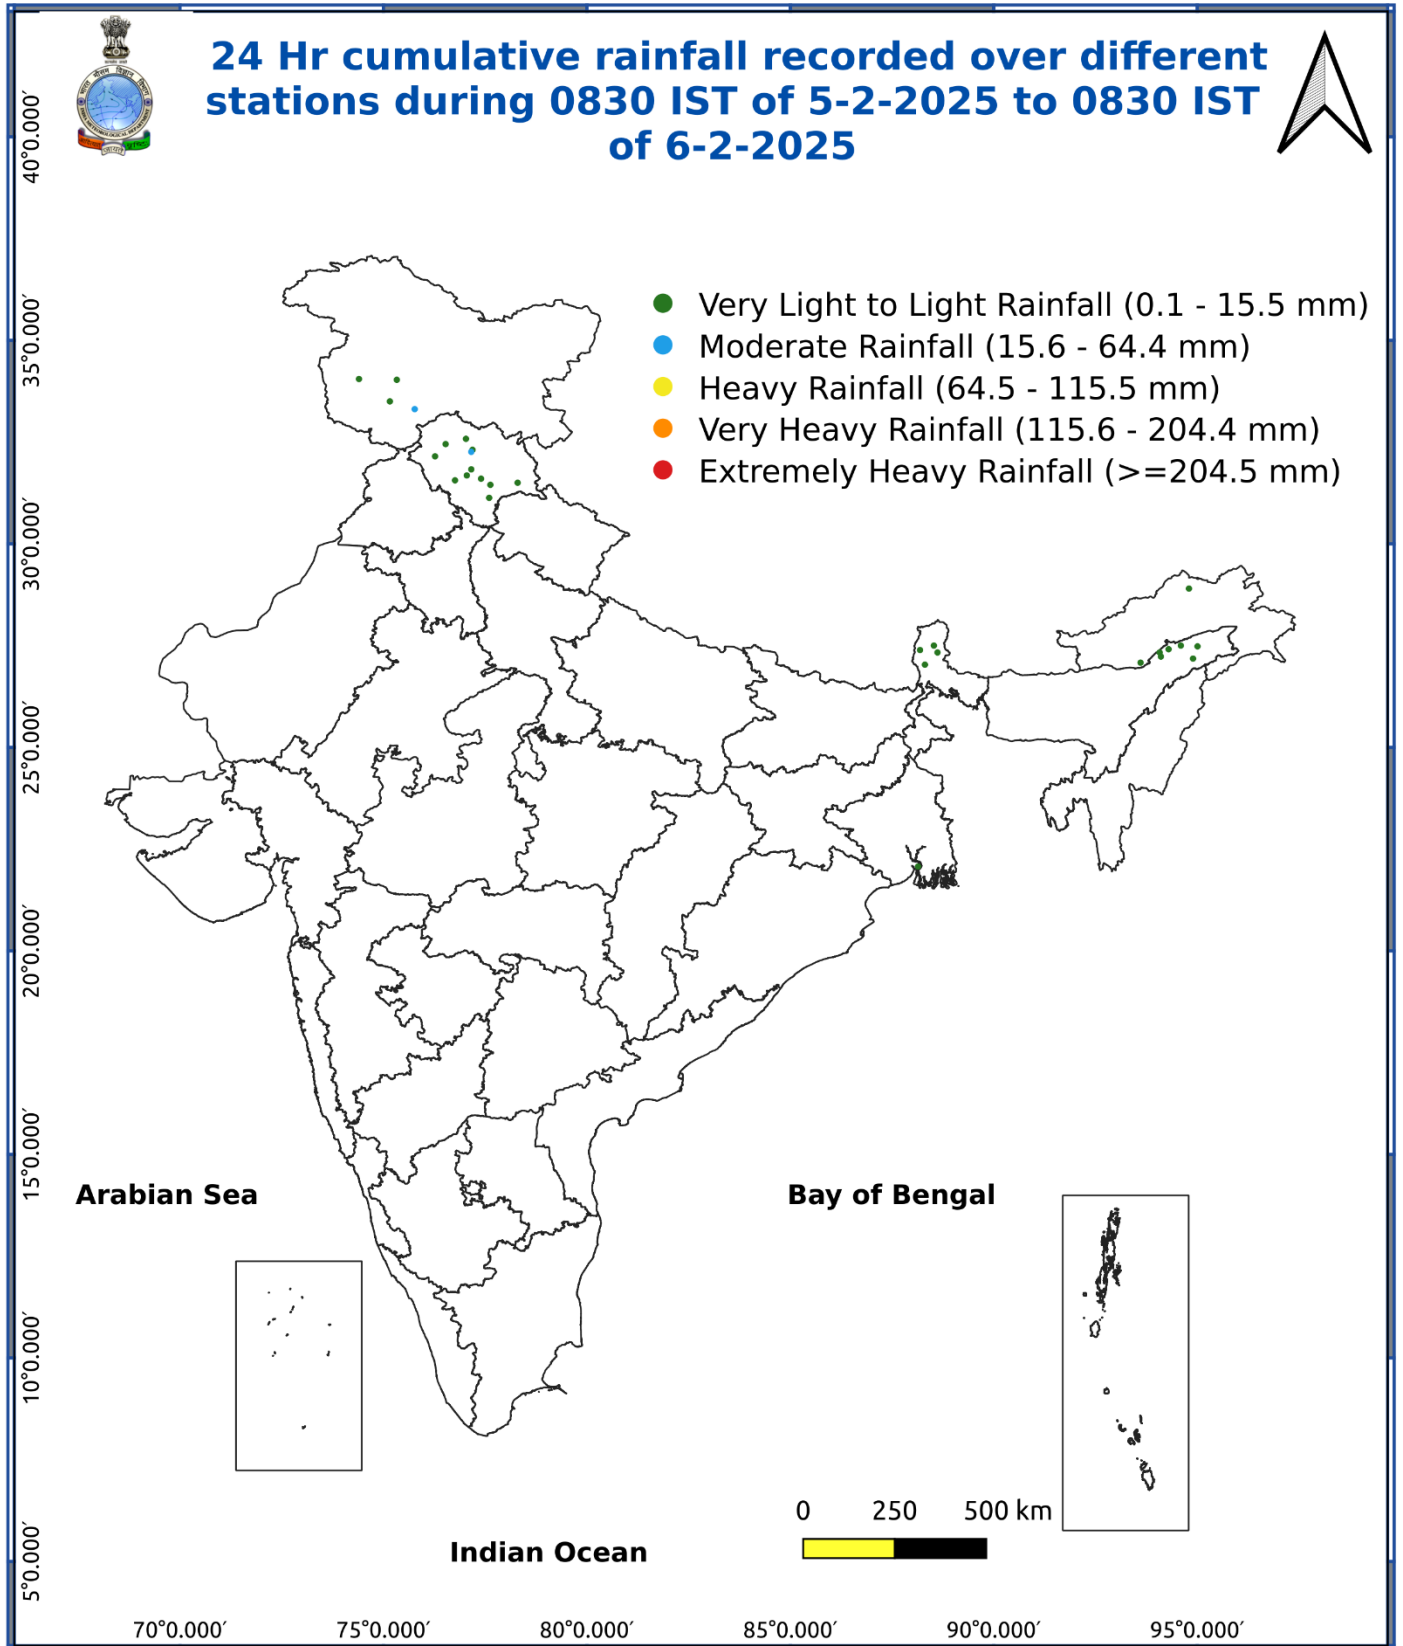 24 Hr cumulative rainfall recorded over different
stations during 0830 IST of 5-2-2025 to 0830 IST
of 6-2-2025
Very Light to Light Rainfall (0.1 - 15.5 mm)
Moderate Rainfall (15.6 - 64.4 mm)
Heavy Rainfall (64.5 - 115.5 mm)
Very Heavy Rainfall (115.6 - 204.4 mm)
Extremely Heavy Rainfall (>=204.5 mm)
40°0.000′
35°0.000′
30°0.000′
25°0.000′
20°0.000′
15°0.000′
10°0.000′
5°0.000′
Arabian Sea
Bay of Bengal
Indian Ocean
0 250 500 km
70°0.000′ 75°0.000′ 80°0.000′ 85°0.000′ 90°0.000′ 95°0.000′